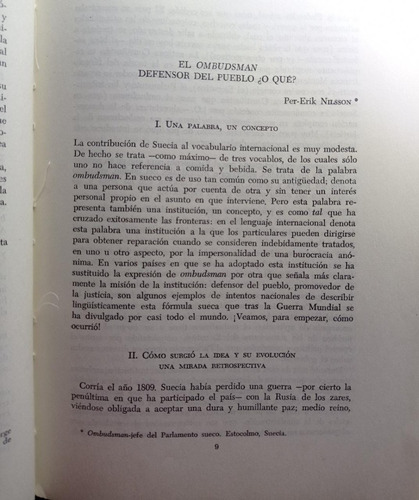 EL OMBUDSMAN
DEFENSOR DEL PUEBLO ¿O QUÉ?
Per-Erik NILSSON *
I. UNA PALABRA, UN CONCEPTO
La contribución de Suecia al vocabulario internacional es muy modesta.
De hecho se trata —como máximo— de tres vocablos, de los cuales sólo
uno no hace referencia a comida y bebida. Se trata de la palabra
ombudsman. En sueco es de uso tan común como su antigüedad; denota
a una persona que actúa por cuenta de otra y sin tener un interés
personal propio en el asunto en que interviene. Pero esta palabra re-
presenta también una institución, un concepto, y es como tal que ha
cruzado exitosamente las fronteras: en el lenguaje internacional denota
esta palabra una institución a la que los particulares pueden dirigirse
para obtener reparación cuando se consideren indebidamente tratados,
en uno u otro aspecto, por la impersonalidad de una burocracia anó-
nima. En varios países en que se ha adoptado esta institución se ha
sustituido la expresión de ombudsman por otra que señala más clara-
mente la misión de la institución: defensor del pueblo, promovedor de
la justicia, son algunos ejemplos de intentos nacionales de describir
lingüísticamente esta fórmula sueca que tras la Guerra Mundial se
ha divulgado por casi todo el mundo. ¡Veamos, para empezar, cómo
ocurrió!
II. CÓMO SURGIÓ LA IDEA Y SU EVOLUCIÓN
UNA MIRADA RETROSPECTIVA
Corría el año 1809. Suecia había perdido una guerra —por cierto la
penúltima en que ha participado el país— con la Rusia de los zares,
viéndose obligada a aceptar una dura y humillante paz; medio reino,
* Ombudsman-jefe del Parlamento sueco. Estocolmo, Suecia.
9